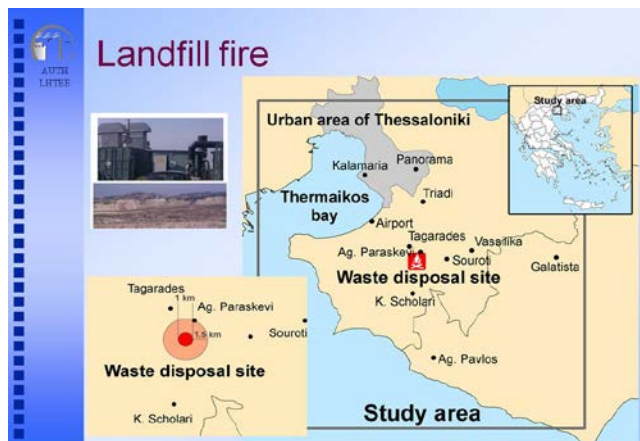 AUTH
LHTEE
Landfill fire
Study area
Urban area of Thessaloniki
Kalamaria
Panorama
Thermaikos
bay
Triadi
Airport
Tagarades
Vassilika
Ag. Paraskevi
Souroti
Galatista
Waste disposal site
K. Scholari
Ag. Pavlos
Study area
Tagarades
1 km
Ag. Paraskevi
1,5 km
Souroti
Waste disposal site
K. Scholari